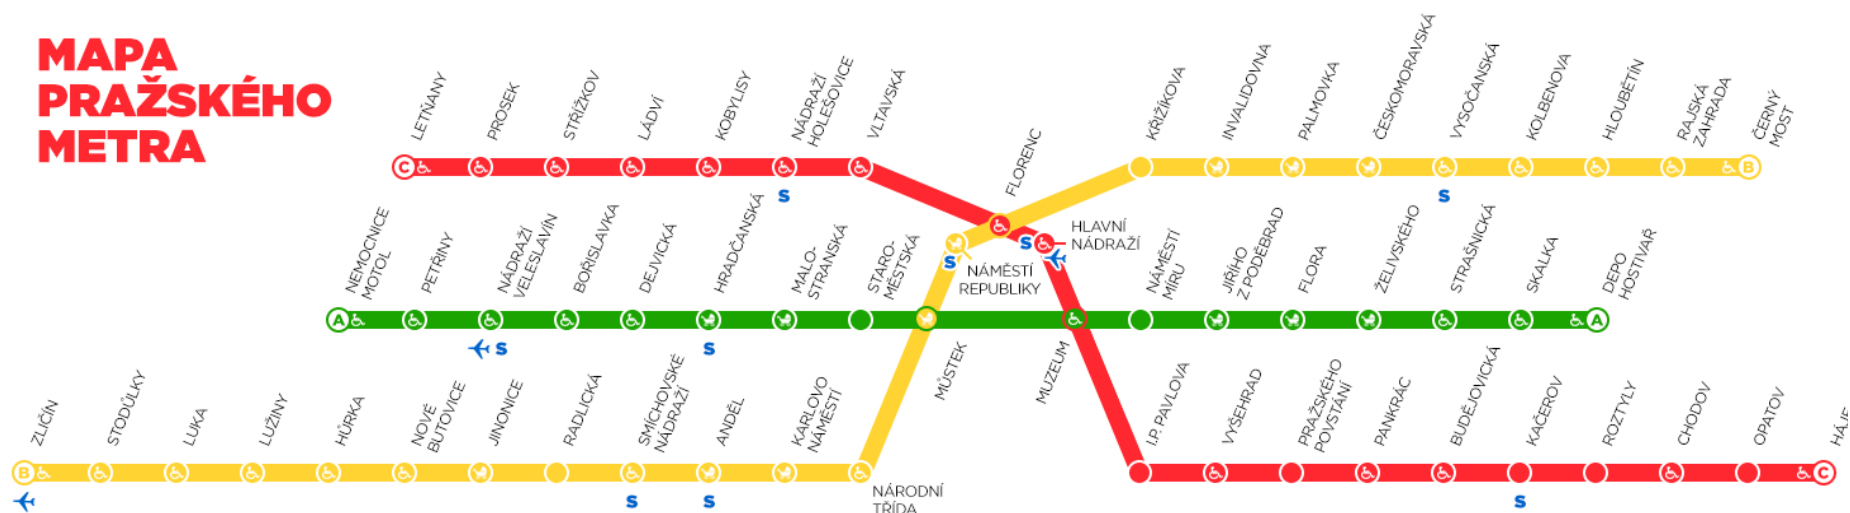 MAPA
PRAŽSKÉHO
METRA
LETŇANY
PROSEK
STŘÍŽKOV
LÁDVÍ
KOBYLISY
NÁDRAŽÍ
HOLEŠOVICE
VLTAVSKÁ
FLORENC
KŘIŽÍKOVA
INVALIDOVNA
PALMOVKA
ČESKOMORAVSKÁ
VYSOČANSKÁ
KOLBENOVA
HLOUBĚTÍN
RAJSKÁ
ZAHRADA
ČERNÝ
MOST
C
B
S
S
HLAVNÍ
NÁDRAŽÍ
S
S
NÁMĚSTÍ
REPUBLIKY
NEMOCNICE
MOTOL
PETŘINY
NÁDRAŽÍ
VELESLAVÍN
BOŘISLAVKA
DEJVICKÁ
HRADČANSKÁ
MALO-
STRANSKÁ
STARO-
MĚSTSKÁ
NÁMĚSTÍ
MÍRU
JIŘÍHO
Z PODĚBRAD
FLORA
ŽELIVSKÉHO
STRAŠNICKÁ
SKALKA
DEPO
HOSTIVAŘ
A
A
S
S
MŮSTEK
MUZEUM
ZLIČÍN
STODŮLKY
LUKA
LUŽINY
HŮRKA
NOVÉ
BUTOVICE
JINONICE
RADLICKÁ
SMÍCHOVSKÉ
NÁDRAŽÍ
ANDĚL
KARLOVO
NÁMĚSTÍ
I.P. PAVLOVA
VYŠEHRAD
PRAŽSKÉHO
POVSTÁNÍ
PANKRÁC
BUDĚJOVICKÁ
KAČEROV
ROZTYLY
CHODOV
OPATOV
HÁJE
B
C
NÁRODNÍ
TŘÍDA
S
S
S